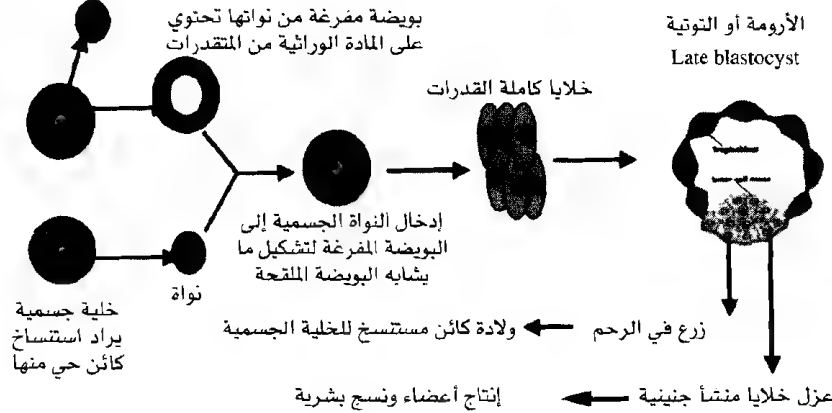 بويضة مفرغة من نواتها تحتوي
على المادة الوراثية من المتقدرات
الأرومة أو التوتية
Late blastocyst
خلايا كاملة القدرات
إدخال النواة الجسمية إلى
البويضة المفرغة لتشكيل ما
يشابه البويضة الملقحة
نواة
خلية جسمية
يراد استنساخ
كائن حي منها
زرع في الرحم
ولادة كائن مستنسخ للخلية الجسمية
عزل خلايا منشأ جنينية
إنتاج أعضاء ونسج بشرية